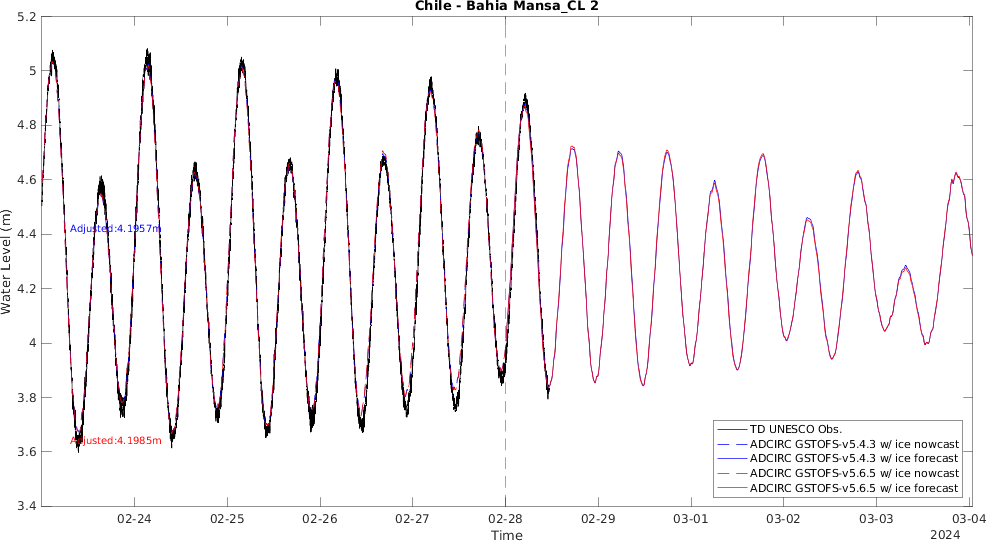 Chile - Bahia Mansa_CL 2
5.2
5
4.8
4.6
4.4
4.2
4
3.8
3.6
3.4
Water Level (m)
Adjusted:4.1957m
Adjusted:4.1985m
TD UNESCO Obs.
ADCIRC GSTOFS-v5.4.3 w/ ice nowcast
ADCIRC GSTOFS-v5.4.3 w/ ice forecast
ADCIRC GSTOFS-v5.6.5 w/ ice nowcast
ADCIRC GSTOFS-v5.6.5 w/ ice forecast
02-24 02-25 02-26 02-27 02-28 02-29 03-01 03-02 03-03 03-04
Time
2024